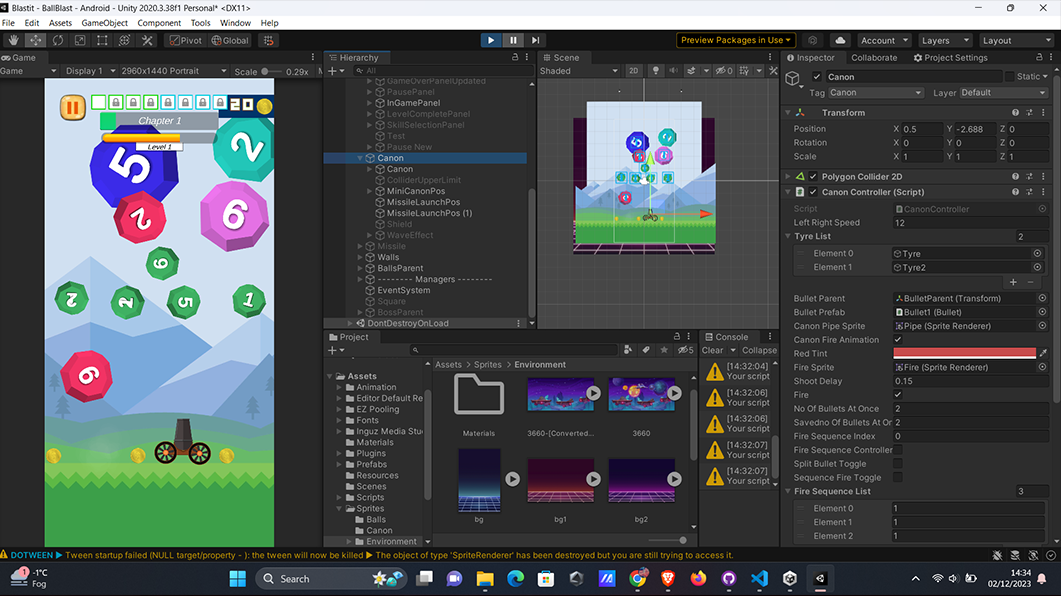 Blastit - BallBlast - Android - Unity 2020.3.38f1 Personal* <DX11>
File Edit Assets GameObject Component Tools Window Help
Pivot Global Preview Packages in Use Account Layers Layout
Game
Game Display 1 2960x1440 Portrait Scale 0.29x
20
Chapter 1
Level 1
5
2
2
6
6
2
2
5
1
6
Hierarchy
All
GameOverPanelUpdated
PausePanel
InGamePanel
LevelCompletePanel
SkillSelectionPanel
Test
Pause New
Canon
Canon
ColliderUpperLimit
MiniCanonPos
MissileLaunchPos
MissileLaunchPos (1)
Shield
WaveEffect
Missile
Walls
BallsParent
-------- Managers --------
EventSystem
Square
BossParent
DontDestroyOnLoad
Scene
Shaded 2D 0
Project
5
Assets
Animation
Editor Default Re
EZ Pooling
Fonts
Inguz Media Stu
Materials
Plugins
Prefabs
Resources
Scenes
Scripts
Sprites
Balls
Canon
Environment
Assets > Sprites > Environment
Materials 3660-[Converted... 3660
bg bg1 bg2
Console
Clear Collapse
[14:32:04]
Your script
[14:32:06]
Your script
[14:32:06]
Your script
[14:32:07]
Your script
[14:32:07]
Your script
Inspector Collaborate Project Settings
Canon Static
Tag Canon Layer Default
Transform
Position X 0.5 Y -2.688 Z 0
Rotation X 0 Y 0 Z 0
Scale X 1 Y 1 Z 1
Polygon Collider 2D
Canon Controller (Script)
Script CanonController
Left Right Speed 12
Tyre List 2
Element 0 Tyre
Element 1 Tyre2
+ -
Bullet Parent BulletParent (Transform)
Bullet Prefab Bullet1 (Bullet)
Canon Pipe Sprite Pipe (Sprite Renderer)
Canon Fire Animation
Red Tint
Fire Sprite Fire (Sprite Renderer)
Shoot Delay 0.15
Fire
No Of Bullets At Once 2
Savedno Of Bullets At Or 2
Fire Sequence Index 0
Fire Sequence Controller
Split Bullet Toggle
Sequence Fire Toggle
Fire Sequence List 3
Element 0 1
Element 1 1
Element 2 1
DOTWEEN ► Tween startup failed (NULL target/property - ): the tween will now be killed ► The object of type 'SpriteRenderer' has been destroyed but you are still trying to access it.
1
-1°C
Fog
Search
14:34
02/12/2023